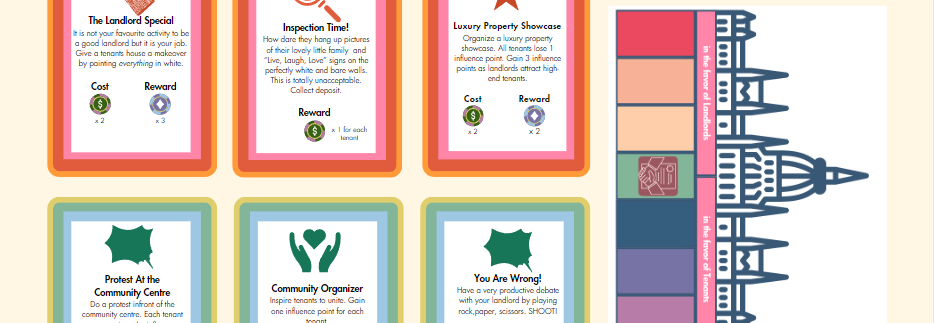 The Landlord Special
It is not your favourite activity to be
a good landlord but it is your job.
Give a tenants house a makeover
by painting everything in white.
Cost
Reward
x 2
x 3
Inspection Time!
How dare they hang up pictures
of their lovely little family and
“Live, Laugh, Love” signs on the
perfectly white and bare walls.
This is totally unacceptable.
Collect deposit.
Reward
x 1 for each
tenant
Luxury Property Showcase
Organize a luxury property
showcase. All tenants lose 1
influence point. Gain 3 influence
points as landlords attract high-
end tenants.
Cost
Reward
x 2
x 2
in the favor of Landlords
in the favor of Tenants
Protest At the
Community Centre
Do a protest infront of the
community centre. Each tenant
Community Organizer
Inspire tenants to unite. Gain
one influence point for each
tenant.
You Are Wrong!
Have a very productive debate
with your landlord by playing
rock,paper, scissors. SHOOT!